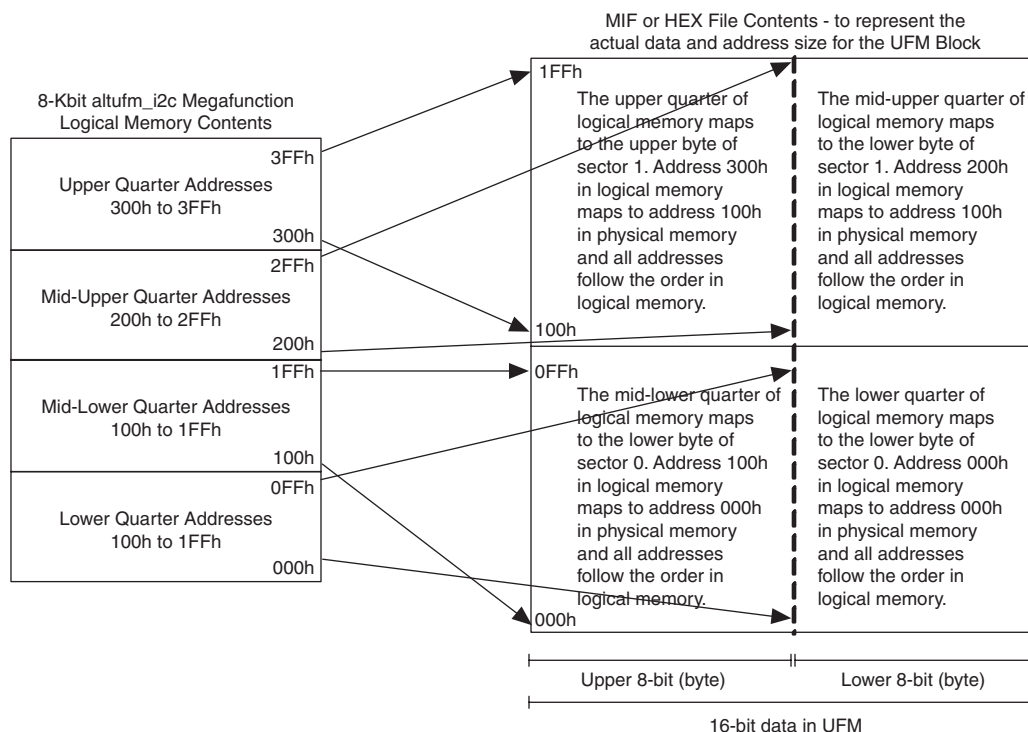 MIF or HEX File Contents - to represent the
actual data and address size for the UFM Block
8-Kbit altufm_i2c Megafunction
Logical Memory Contents
3FFh
Upper Quarter Addresses
300h to 3FFh
300h
2FFh
Mid-Upper Quarter Addresses
200h to 2FFh
200h
1FFh
Mid-Lower Quarter Addresses
100h to 1FFh
100h
0FFh
Lower Quarter Addresses
100h to 1FFh
000h
1FFh
The upper quarter of
logical memory maps
to the upper byte of
sector 1. Address 300h
in logical memory
maps to address 100h
in physical memory
and all addresses
follow the order in
logical memory.
100h
The mid-upper quarter of
logical memory maps
to the lower byte of
sector 1. Address 200h
in logical memory
maps to address 100h
in physical memory
and all addresses
follow the order in
logical memory.
0FFh
The mid-lower quarter of
logical memory maps
to the lower byte of
sector 0. Address 100h
in logical memory
maps to address 000h
in physical memory
and all addresses
follow the order in
logical memory.
000h
The lower quarter of
logical memory maps
to the lower byte of
sector 0. Address 000h
in logical memory
maps to address 000h
in physical memory
and all addresses
follow the order in
logical memory.
Upper 8-bit (byte)
Lower 8-bit (byte)
16-bit data in UFM